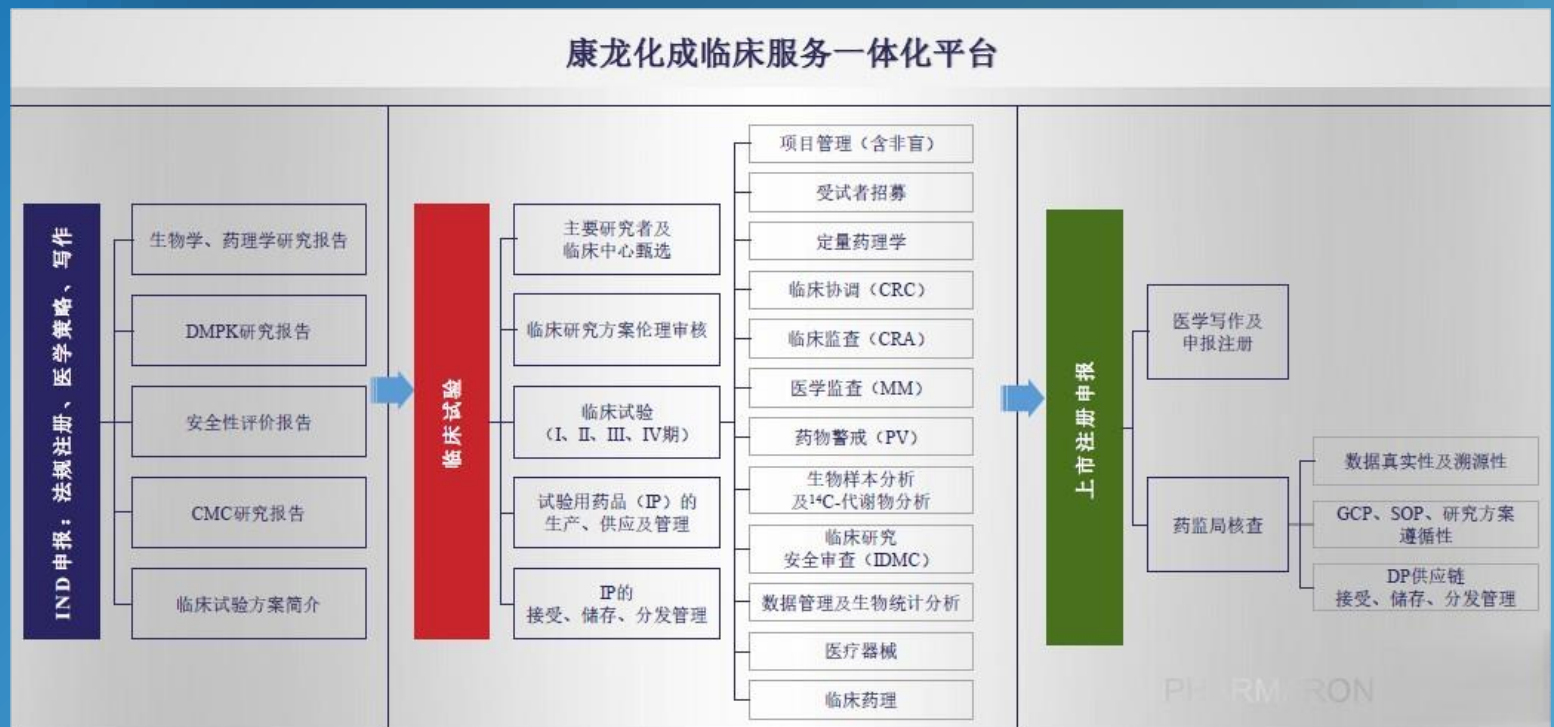 康龙化成临床服务一体化平台
IND申报：法规注册、医学策略、写作
生物学、药理学研究报告
DMPK研究报告
安全性评价报告
CMC研究报告
临床试验方案简介
临床试验
主要研究者及
临床中心甄选
临床研究方案伦理审核
临床试验
（I、II、III、IV期）
试验用药品（IP）的
生产、供应及管理
IP的
接受、储存、分发管理
项目管理（含非盲）
受试者招募
定量药理学
临床协调（CRC）
临床监查（CRA）
医学监查（MM）
药物警戒（PV）
生物样本分析
及¹⁴C-代谢物分析
临床研究
安全审查（IDMC）
数据管理及生物统计分析
医疗器械
临床药理
上市注册申报
医学写作及
申报注册
药监局核查
数据真实性及溯源性
GCP、SOP、研究方案
遵循性
DP供应链
接受、储存、分发管理
PHARMARON